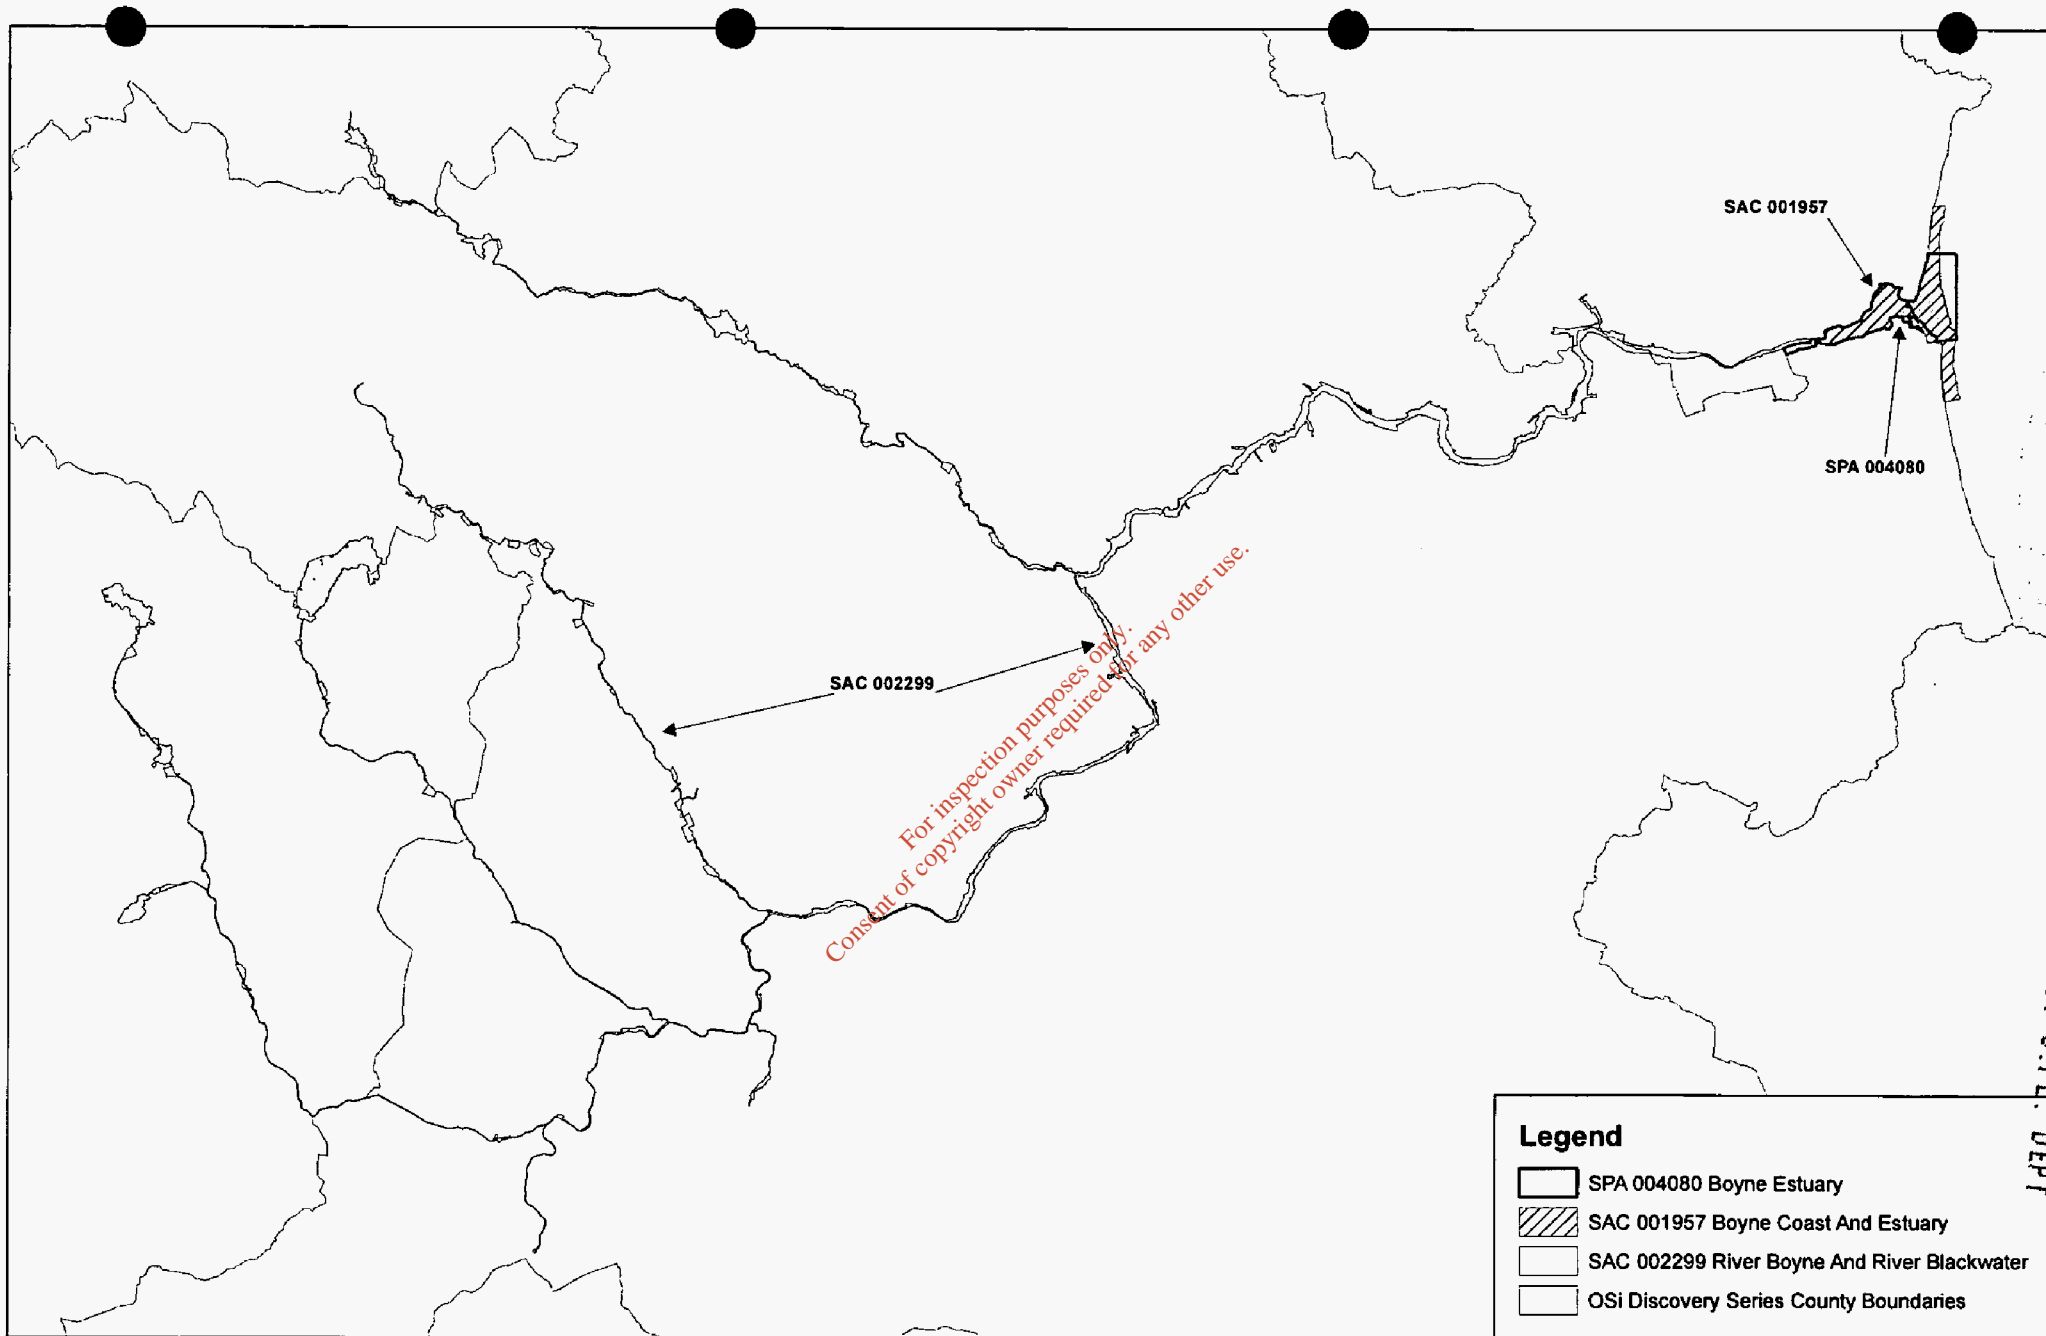 SAC 001957
SPA 004080
SAC 002299
For inspection purposes only.
Consent of copyright owner required for any other use.
Legend
SPA 004080 Boyne Estuary
SAC 001957 Boyne Coast And Estuary
SAC 002299 River Boyne And River Blackwater
OSi Discovery Series County Boundaries
DEPT